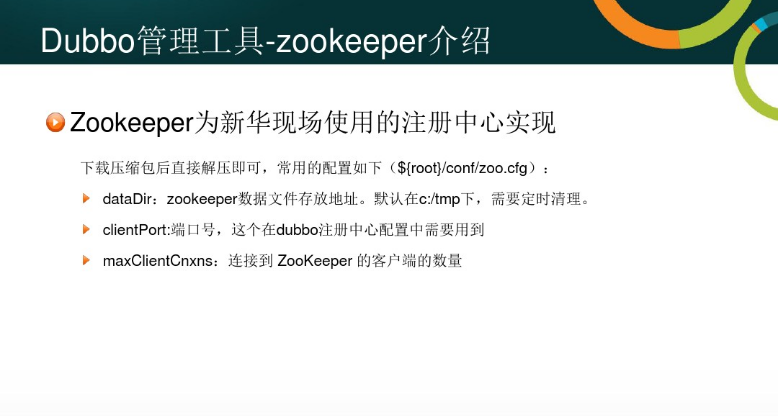 Dubbo管理工具-zookeeper介绍
Zookeeper为新华现场使用的注册中心实现
下载压缩包后直接解压即可，常用的配置如下（${root}/conf/zoo.cfg）：
dataDir：zookeeper数据文件存放地址。默认在c:/tmp下，需要定时清理。
clientPort:端口号，这个在dubbo注册中心配置中需要用到
maxClientCnxns：连接到 ZooKeeper 的客户端的数量